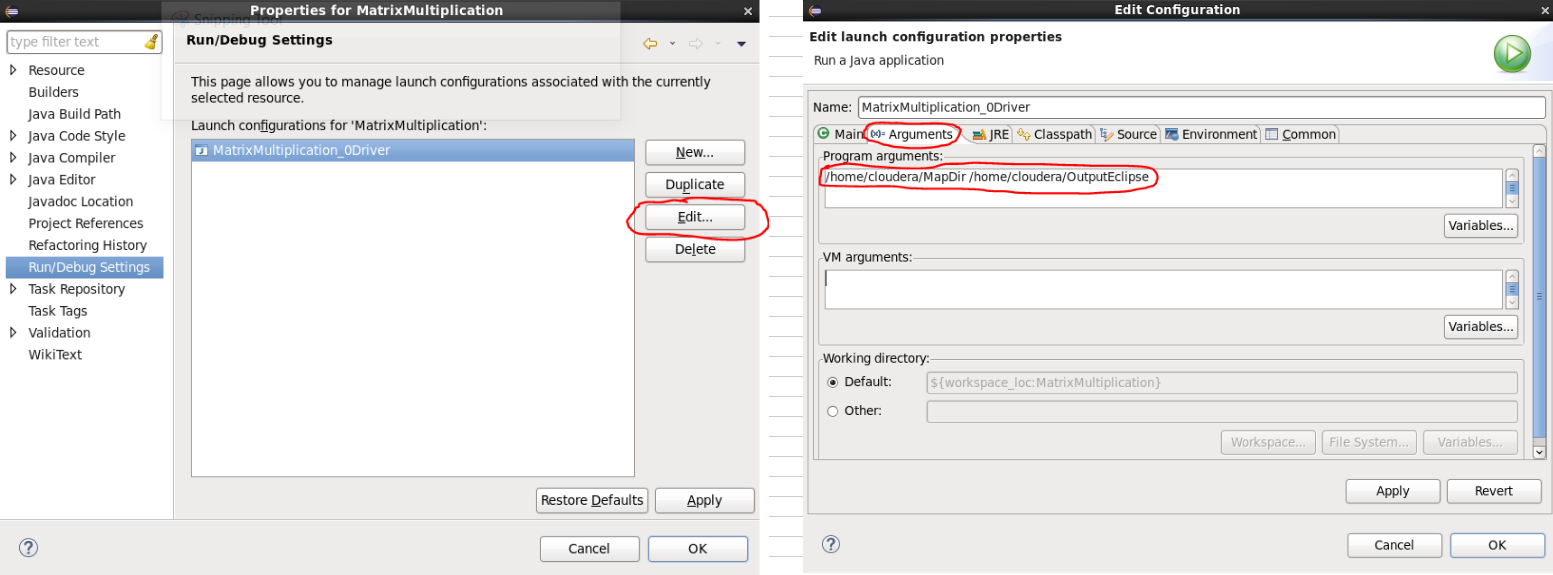 Properties for MatrixMultiplication
Snipping Tool
type filter text
Resource
Builders
Java Build Path
Java Code Style
Java Compiler
Java Editor
Javadoc Location
Project References
Refactoring History
Run/Debug Settings
Task Repository
Task Tags
Validation
WikiText
Run/Debug Settings
This page allows you to manage launch configurations associated with the currently
selected resource.
Launch configurations for 'MatrixMultiplication':
MatrixMultiplication_0Driver
New...
Duplicate
Edit...
Delete
Restore Defaults
Apply
?
Cancel
OK
Edit Configuration
Edit launch configuration properties
Run a Java application
Name: MatrixMultiplication_0Driver
Main (x)= Arguments JRE Classpath Source Environment Common
Program arguments:
/home/cloudera/MapDir /home/cloudera/OutputEclipse
Variables...
VM arguments:
Variables...
Working directory:
Default: ${workspace_loc:MatrixMultiplication}
Other:
Workspace... File System... Variables...
Apply Revert
?
Cancel OK